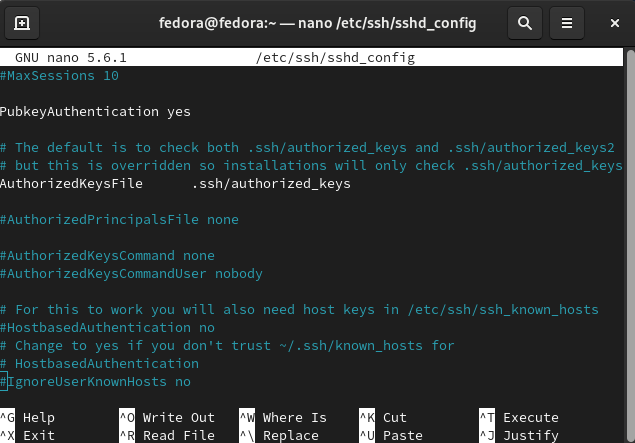 fedora@fedora:~ — nano /etc/ssh/sshd_config
GNU nano 5.6.1 /etc/ssh/sshd_config
#MaxSessions 10
PubkeyAuthentication yes
# The default is to check both .ssh/authorized_keys and .ssh/authorized_keys2
# but this is overridden so installations will only check .ssh/authorized_keys
AuthorizedKeysFile .ssh/authorized_keys
#AuthorizedPrincipalsFile none
#AuthorizedKeysCommand none
#AuthorizedKeysCommandUser nobody
# For this to work you will also need host keys in /etc/ssh/ssh_known_hosts
#HostbasedAuthentication no
# Change to yes if you don't trust ~/.ssh/known_hosts for
# HostbasedAuthentication
#IgnoreUserKnownHosts no
^G Help ^O Write Out ^W Where Is ^K Cut ^T Execute
^X Exit ^R Read File ^\ Replace ^U Paste ^J Justify